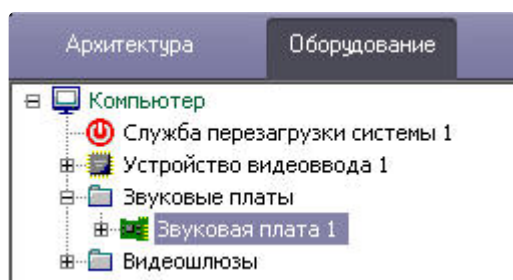 Архитектура Оборудование
Компьютер
Служба перезагрузки системы 1
Устройство видеоввода 1
Звуковые платы
Звуковая плата 1
Видеошлюзы